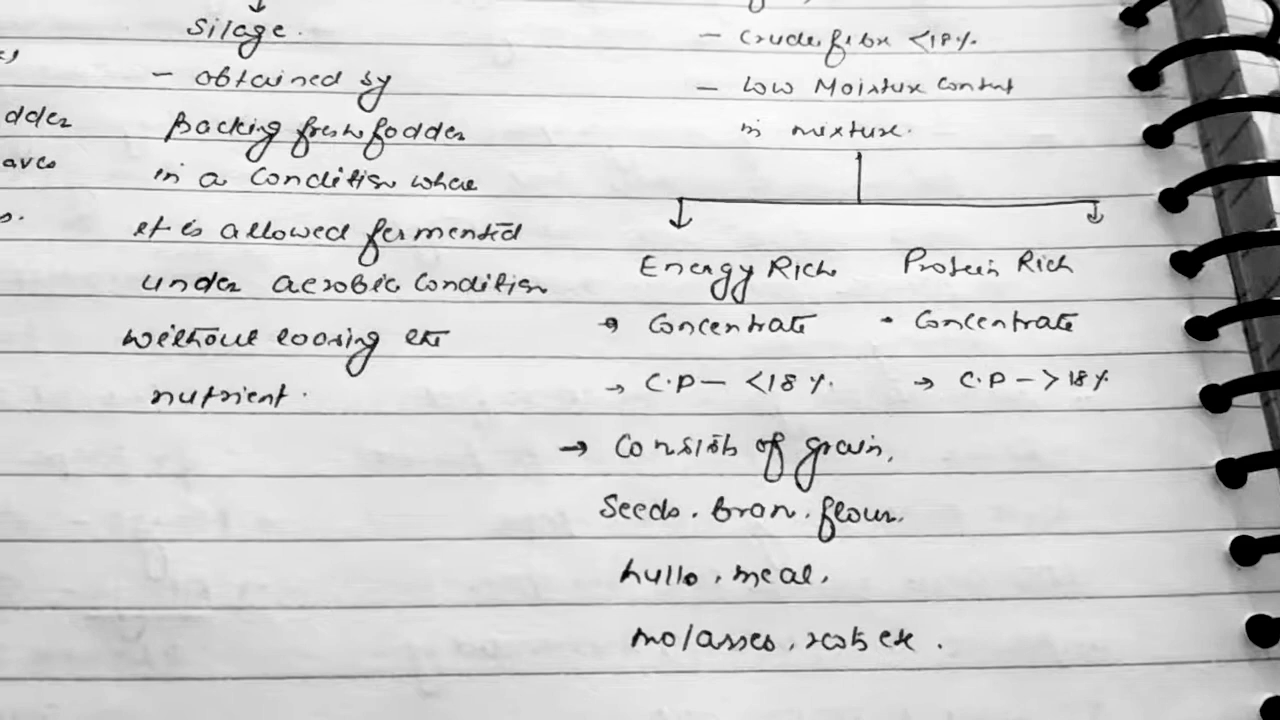 Silage.
- obtained by
Packing fresh fodder
in a condition where
it is allowed fermented
under aerobic condition
without loosing its
nutrient.
dder
aves
s.
- Crude fibre <18%
- Low Moisture Content
in mixture.
Energy Rich
→ Concentrate
→ C.P - <18 %.
→ Consists of grain,
Seeds, bran, flour,
hulls, meal,
molasses, roots etc.
Protein Rich
• Concentrate
→ C.P - >18%